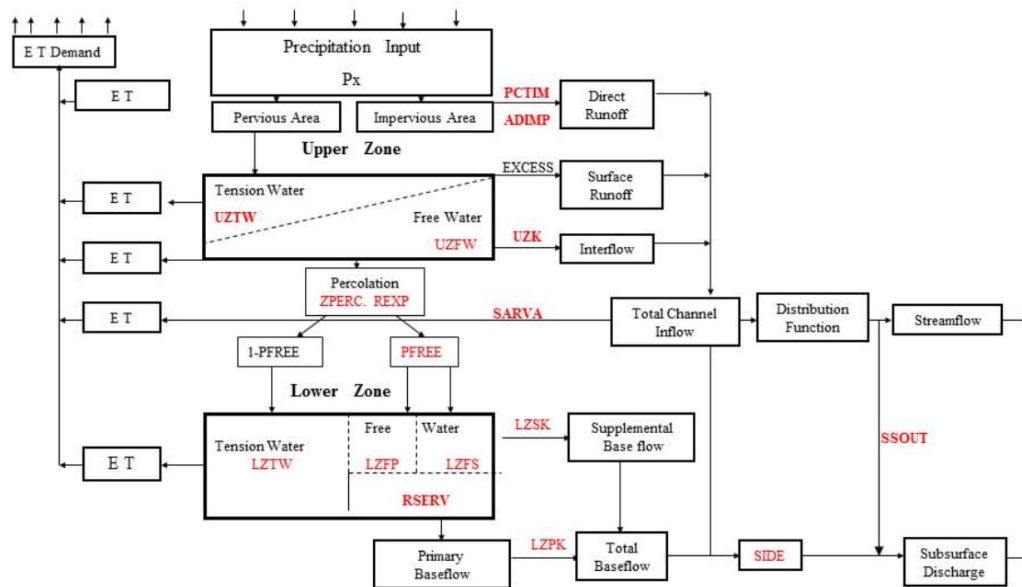 Precipitation Input
Px
E T Demand
E T
PCTIM
ADIMP
Direct
Runoff
Pervious Area
Impervious Area
Upper Zone
EXCESS
Surface
Runoff
E T
Tension Water
UZTW
Free Water
UZFW
UZK
Interflow
E T
Percolation
ZPERC. REXP
E T
SARVA
Total Channel
Inflow
Distribution
Function
Streamflow
1-PFREE
PFREE
Lower Zone
Tension Water
LZTW
Free Water
LZFP
LZFS
RSERV
E T
LZSK
Supplemental
Base flow
SSOUT
Primary
Baseflow
LZPK
Total
Baseflow
SIDE
Subsurface
Discharge